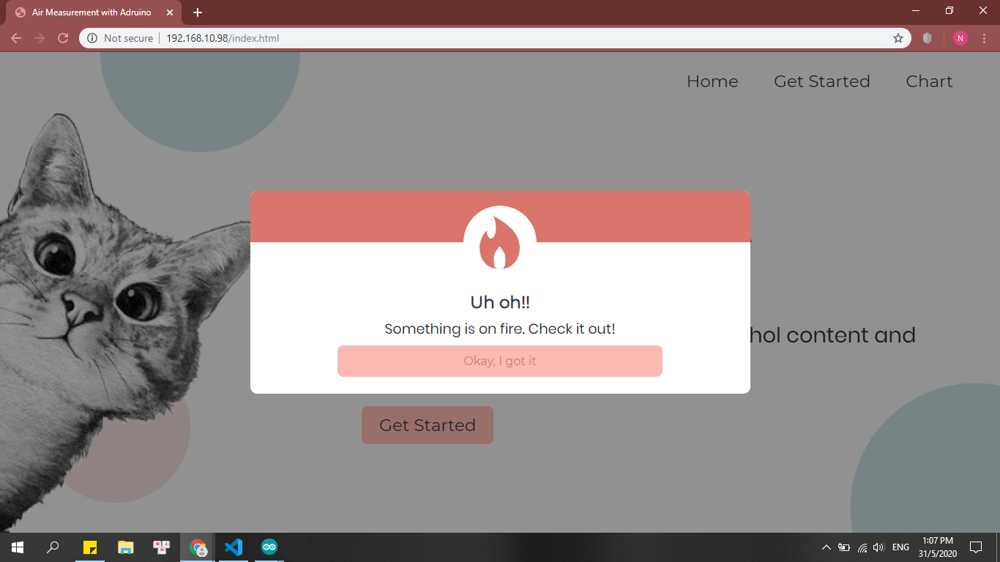 Air Measurement with Adruino
Not secure
192.168.10.98/index.html
N
Home
Get Started
Chart
Uh oh!!
Something is on fire. Check it out!
Okay, I got it
hol content and
Get Started
ENG
1:07 PM
31/5/2020